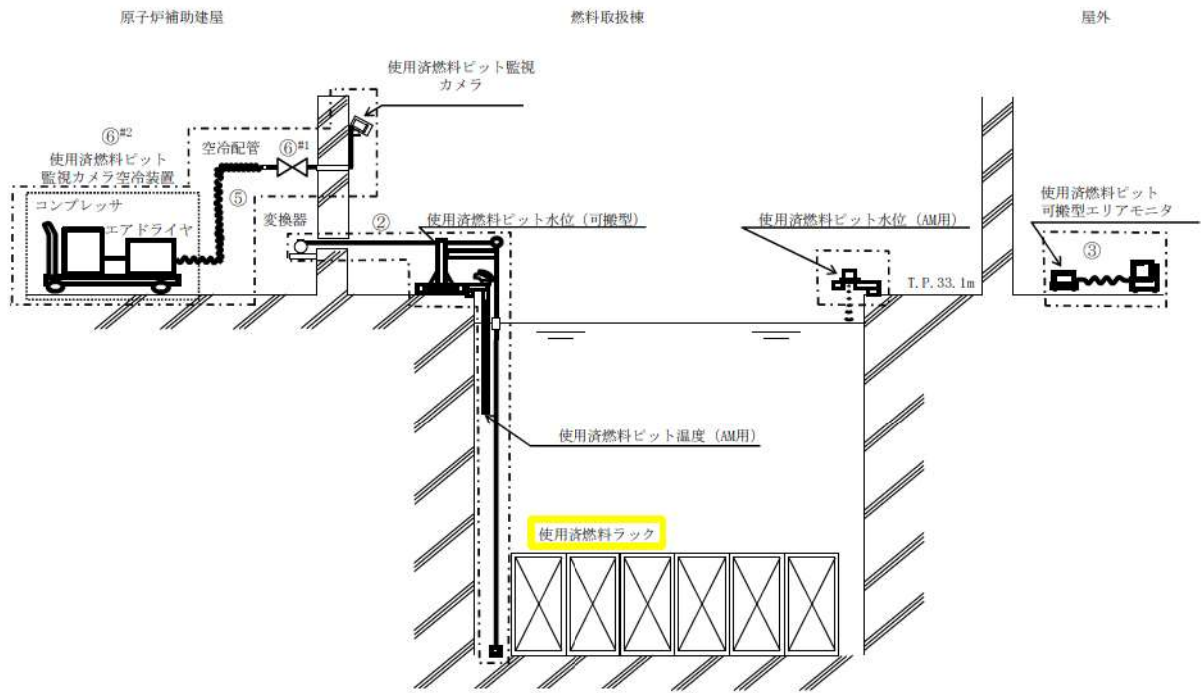 原子炉補助建屋
燃料取扱棟
屋外
使用済燃料ピット監視
カメラ
⑥#2
使用済燃料ピット
監視カメラ空冷装置
空冷配管
⑥#1
コンプレッサ
エアドライヤ
⑤
変換器
②
使用済燃料ピット水位（可搬型）
使用済燃料ピット水位（AM用）
T.P.33.1m
使用済燃料ピット
可搬型エリアモニタ
③
使用済燃料ピット温度（AM用）
使用済燃料ラック